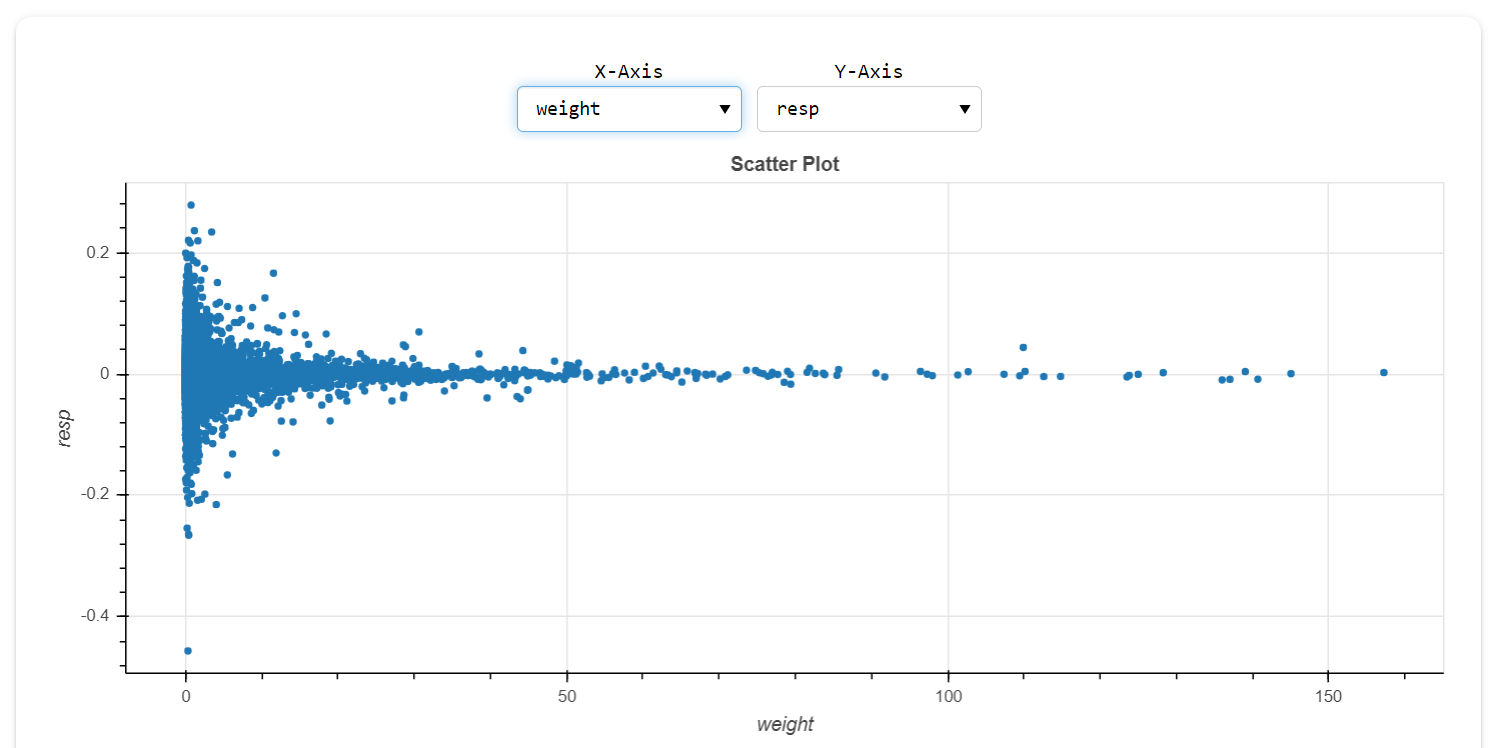 X-Axis Y-Axis
weight resp
Scatter Plot
0.2
0
-0.2
-0.4
resp
0 50 100 150
weight